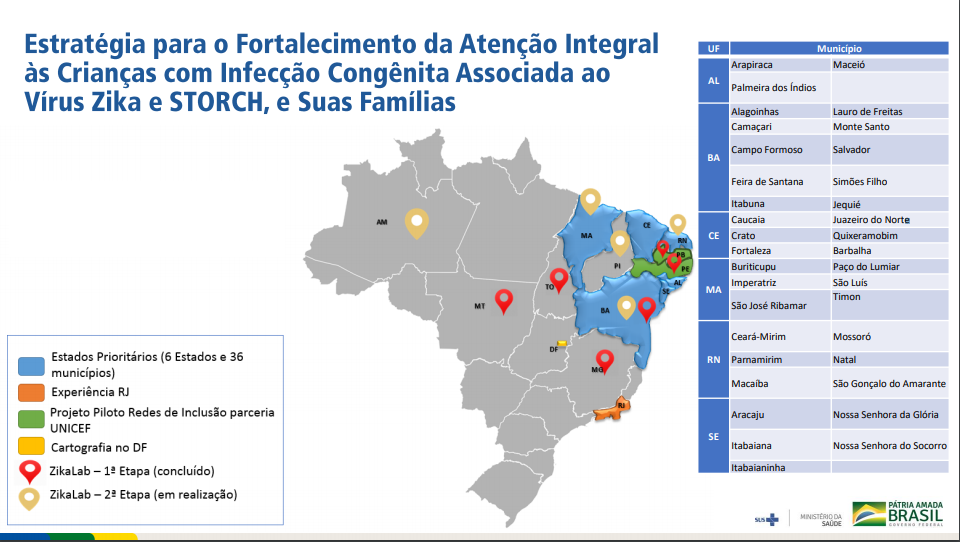 Estratégia para o Fortalecimento da Atenção Integral
às Crianças com Infecção Congênita Associada ao
Vírus Zika e STORCH, e Suas Famílias
UF Município
AL
Arapiraca Maceió
Palmeira dos Índios
BA
Alagoinhas Lauro de Freitas
Camaçari Monte Santo
Campo Formoso Salvador
Feira de Santana Simões Filho
Itabuna Jequié
CE
Caucaia Juazeiro do Norte
Crato Quixeramobim
Fortaleza Barbalha
MA
Buriticupu Paço do Lumiar
Imperatriz São Luís
São José Ribamar Timon
RN
Ceará-Mirim Mossoró
Parnamirim Natal
Macaíba São Gonçalo do Amarante
SE
Aracaju Nossa Senhora da Glória
Itabaiana Nossa Senhora do Socorro
Itabaianinha
AM
MA
CE
RN
PB
PE
PI
AL
SE
TO
MT
BA
DF
MG
RJ
Estados Prioritários (6 Estados e 36
municípios)
Experiência RJ
Projeto Piloto Redes de Inclusão parceria
UNICEF
Cartografia no DF
ZikaLab – 1ª Etapa (concluído)
ZikaLab – 2ª Etapa (em realização)
SUS
MINISTÉRIO DA
SAÚDE
PÁTRIA AMADA
BRASIL
GOVERNO FEDERAL